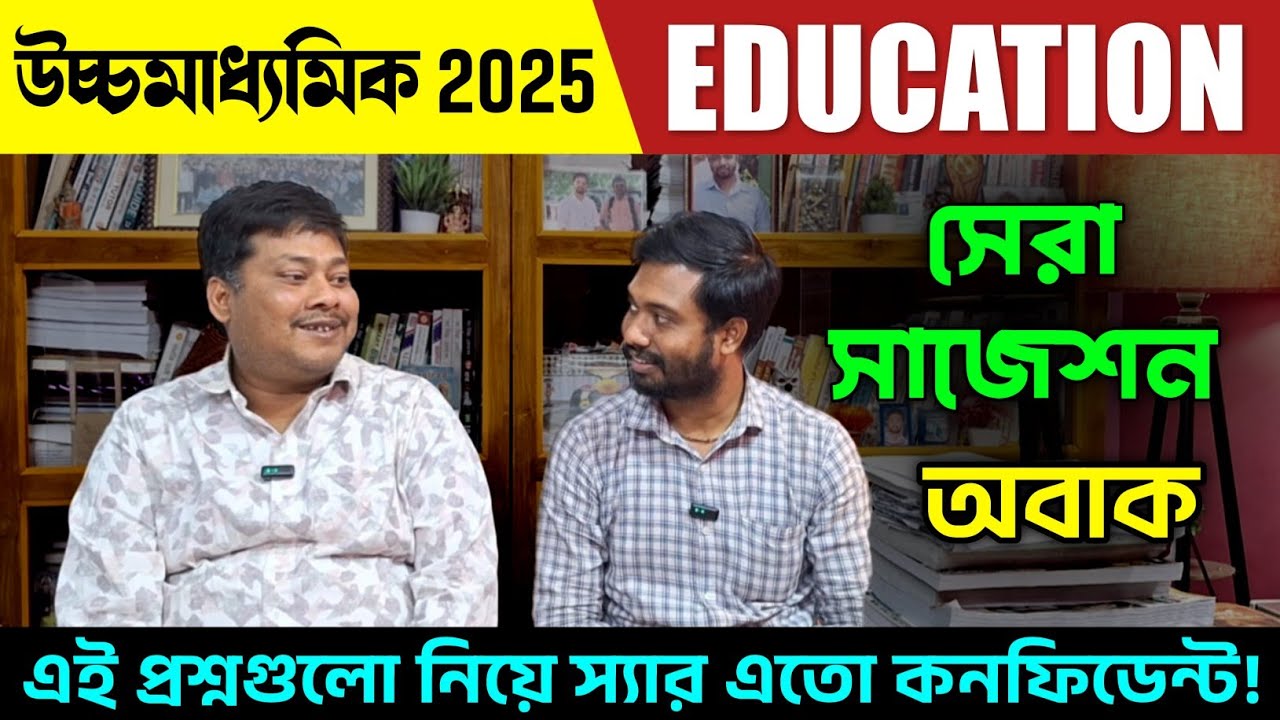 উচ্চমাধ্যমিক 2025
EDUCATION
সেরা
সাজেশন
অবাক
এই প্রশ্নগুলো নিয়ে স্যার এতো কনফিডেন্ট!